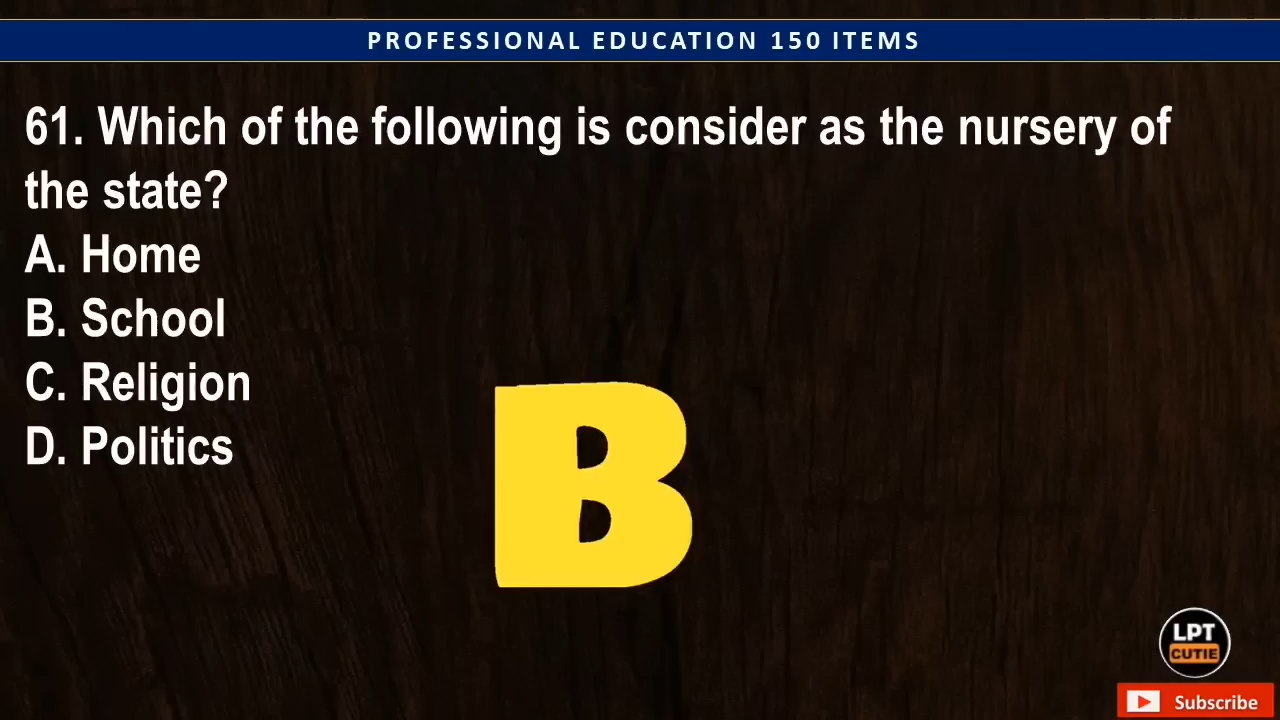 PROFESSIONAL EDUCATION 150 ITEMS
61. Which of the following is consider as the nursery of
the state?
A. Home
B. School
C. Religion
D. Politics
B
LPT
CUTIE
Subscribe